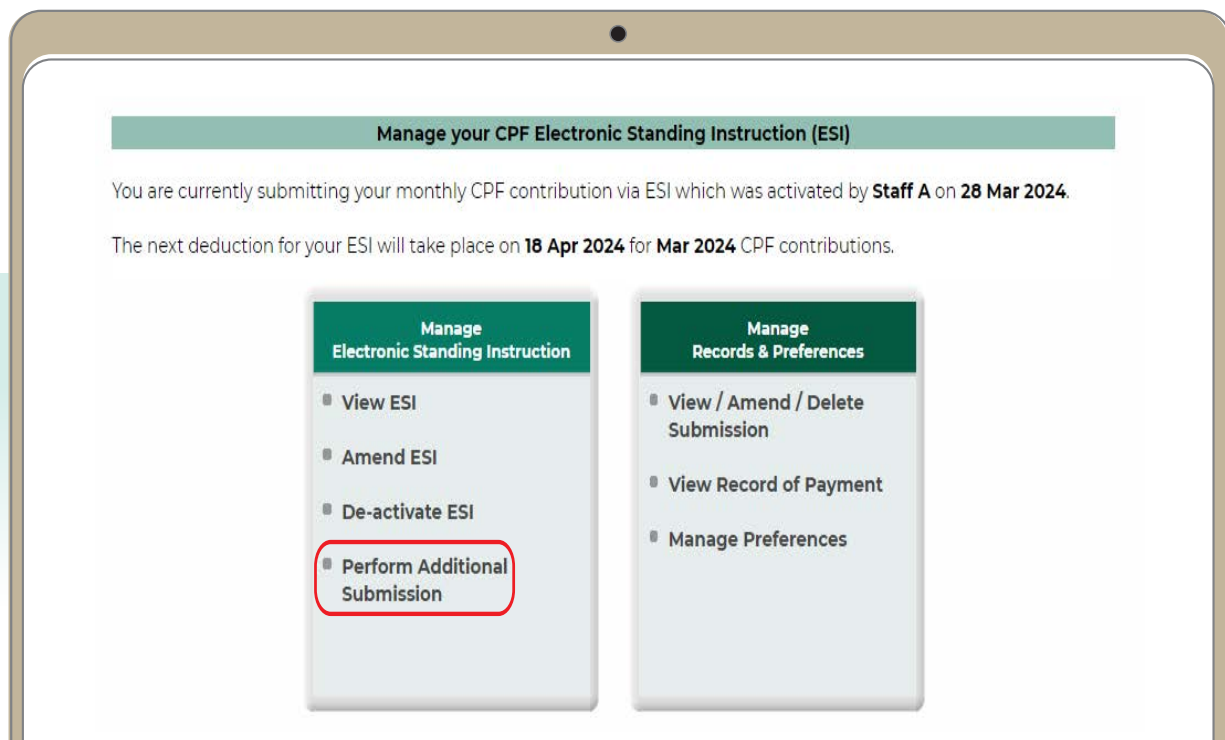 Manage your CPF Electronic Standing Instruction (ESI)
You are currently submitting your monthly CPF contribution via ESI which was activated by Staff A on 28 Mar 2024.
The next deduction for your ESI will take place on 18 Apr 2024 for Mar 2024 CPF contributions.
Manage
Electronic Standing Instruction
View ESI
Amend ESI
De-activate ESI
Perform Additional
Submission
Manage
Records & Preferences
View / Amend / Delete
Submission
View Record of Payment
Manage Preferences